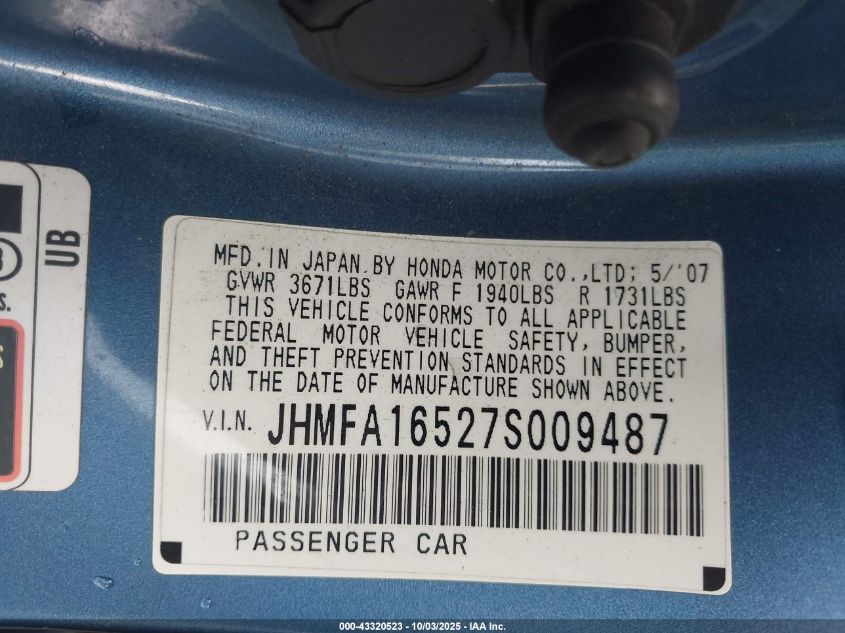 UB
S.
MFD. IN JAPAN BY HONDA MOTOR CO.,LTD; 5/'07
GVWR 3671LBS GAWR F 1940LBS R 1731LBS
THIS VEHICLE CONFORMS TO ALL APPLICABLE
FEDERAL MOTOR VEHICLE SAFETY, BUMPER,
AND THEFT PREVENTION STANDARDS IN EFFECT
ON THE DATE OF MANUFACTURE SHOWN ABOVE.
V.I.N. JHMFA16527S009487
PASSENGER CAR
000-43320523 - 10/03/2025 - IAA Inc.